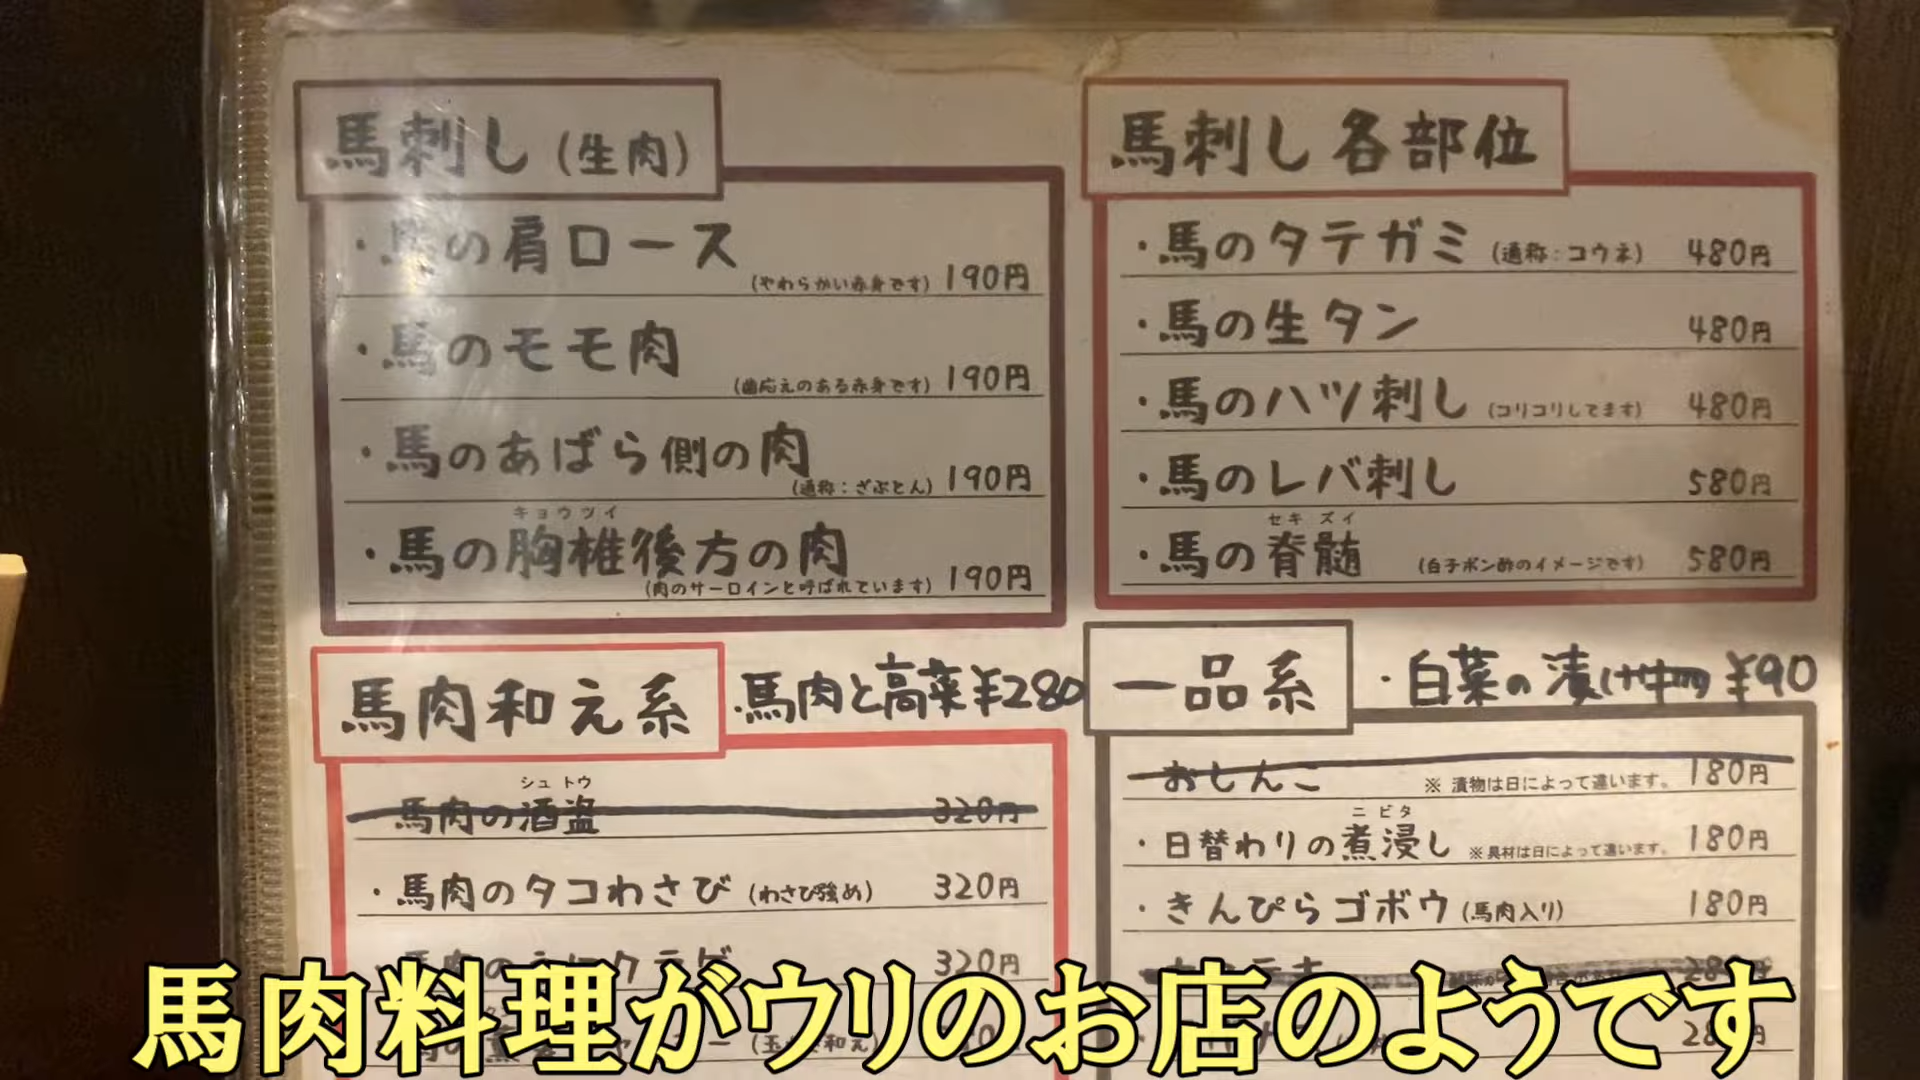 馬刺し(生肉)
・馬の肩ロース
(やわらかい赤身です) 190円
・馬のモモ肉
(歯応えのある赤身です) 190円
・馬のあばら側の肉
(通称:ざぶとん) 190円
キョウツイ
・馬の胸椎後方の肉
(肉のサーロインと呼ばれています) 190円
馬刺し各部位
・馬のタテガミ(通称:コウネ) 480円
・馬の生タン 480円
・馬のハツ刺し(コリコリしてます) 480円
・馬のレバ刺し 580円
セキズイ
・馬の脊髄 (白子ポン酢のイメージです) 580円
馬肉和え系
・馬肉と高菜¥280
シュトウ
馬肉の酒盗 320円
・馬肉のタコわさび(わさび強め) 320円
320円
一品系
・白菜の漬け物 ¥90
おしんこ ※漬物は日によって違います。 180円
ニビタ
・日替わりの煮浸し ※具材は日によって違います。 180円
・きんぴらゴボウ(馬肉入り) 180円
馬肉料理がウリのお店のようです